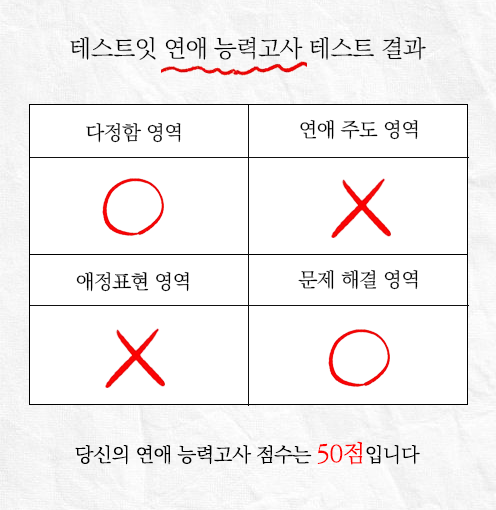 테스트잇 연애 능력고사 테스트 결과
다정함 영역
연애 주도 영역
애정표현 영역
문제 해결 영역
당신의 연애 능력고사 점수는 50점입니다